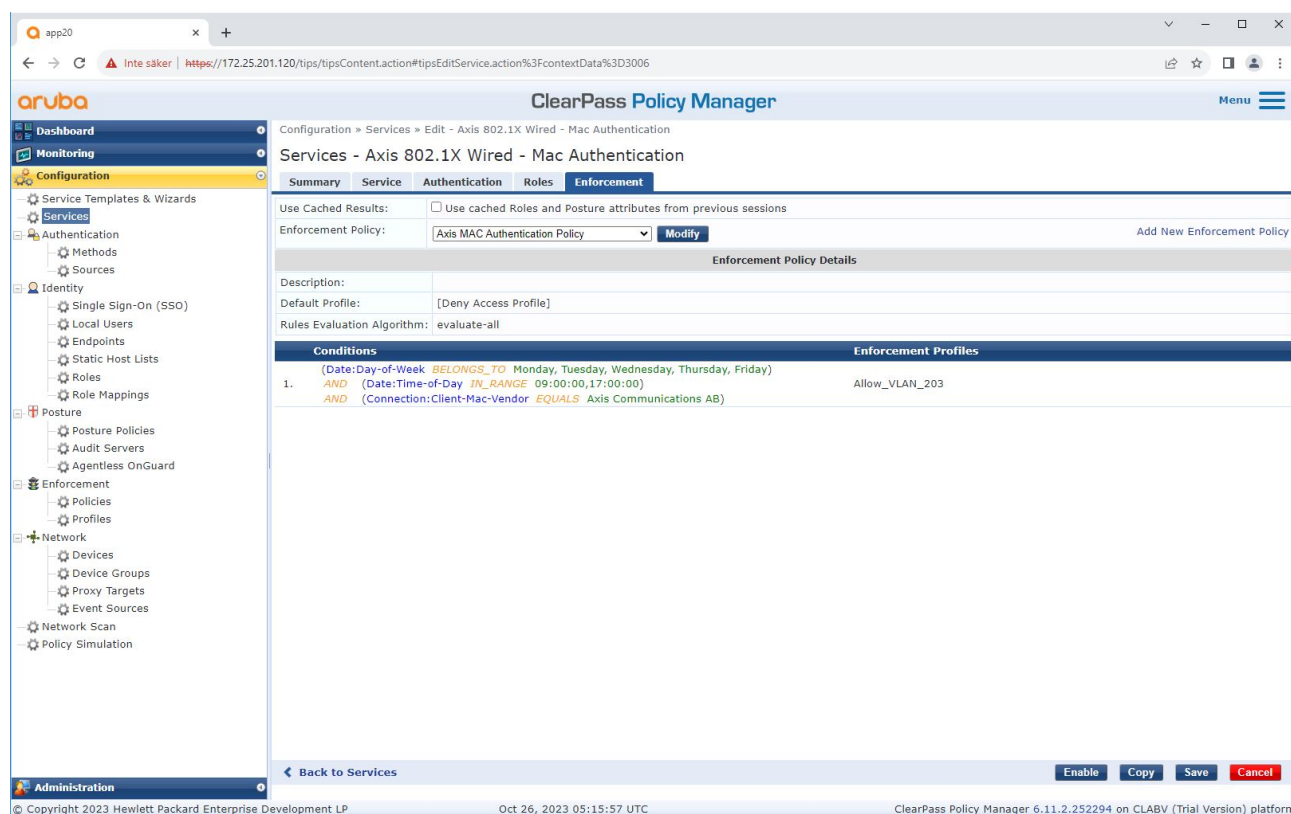 app20
Inte säker | https://172.25.201.120/tips/tipsContent.action#tipsEditService.action%3FcontextData%3D3006
aruba
ClearPass Policy Manager
Menu
Dashboard
Monitoring
Configuration
Service Templates & Wizards
Services
Authentication
Methods
Sources
Identity
Single Sign-On (SSO)
Local Users
Endpoints
Static Host Lists
Roles
Role Mappings
Posture
Posture Policies
Audit Servers
Agentless OnGuard
Enforcement
Policies
Profiles
Network
Devices
Device Groups
Proxy Targets
Event Sources
Network Scan
Policy Simulation
Administration
Configuration » Services » Edit - Axis 802.1X Wired - Mac Authentication
Services - Axis 802.1X Wired - Mac Authentication
Summary Service Authentication Roles Enforcement
Use Cached Results: Use cached Roles and Posture attributes from previous sessions
Enforcement Policy: Axis MAC Authentication Policy Modify Add New Enforcement Policy
Enforcement Policy Details
Description:
Default Profile: [Deny Access Profile]
Rules Evaluation Algorithm: evaluate-all
Conditions Enforcement Profiles
(Date:Day-of-Week BELONGS_TO Monday, Tuesday, Wednesday, Thursday, Friday)
1. AND (Date:Time-of-Day IN_RANGE 09:00:00,17:00:00) Allow_VLAN_203
AND (Connection:Client-Mac-Vendor EQUALS Axis Communications AB)
Back to Services Enable Copy Save Cancel
© Copyright 2023 Hewlett Packard Enterprise Development LP Oct 26, 2023 05:15:57 UTC ClearPass Policy Manager 6.11.2.252294 on CLABV (Trial Version) platform